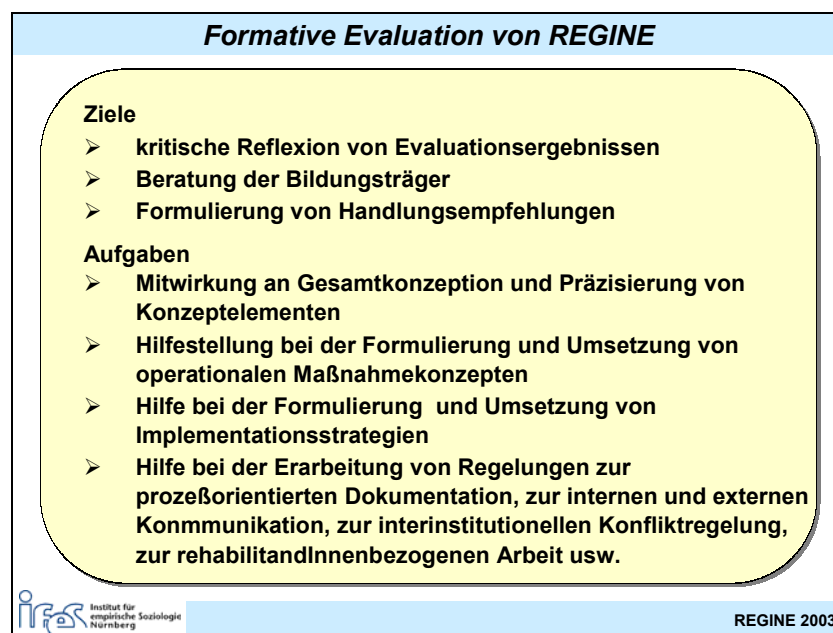 Formative Evaluation von REGINE
Ziele
➢ kritische Reflexion von Evaluationsergebnissen
➢ Beratung der Bildungsträger
➢ Formulierung von Handlungsempfehlungen
Aufgaben
➢ Mitwirkung an Gesamtkonzeption und Präzisierung von
Konzeptelementen
➢ Hilfestellung bei der Formulierung und Umsetzung von
operationalen Maßnahmekonzepten
➢ Hilfe bei der Formulierung  und Umsetzung von
Implementationsstrategien
➢ Hilfe bei der Erarbeitung von Regelungen zur
prozeßorientierten Dokumentation, zur internen und externen
Konmmunikation, zur interinstitutionellen Konfliktregelung,
zur rehabilitandInnenbezogenen Arbeit usw.
ifes
Institut für
empirische Soziologie
Nürnberg
REGINE 2003